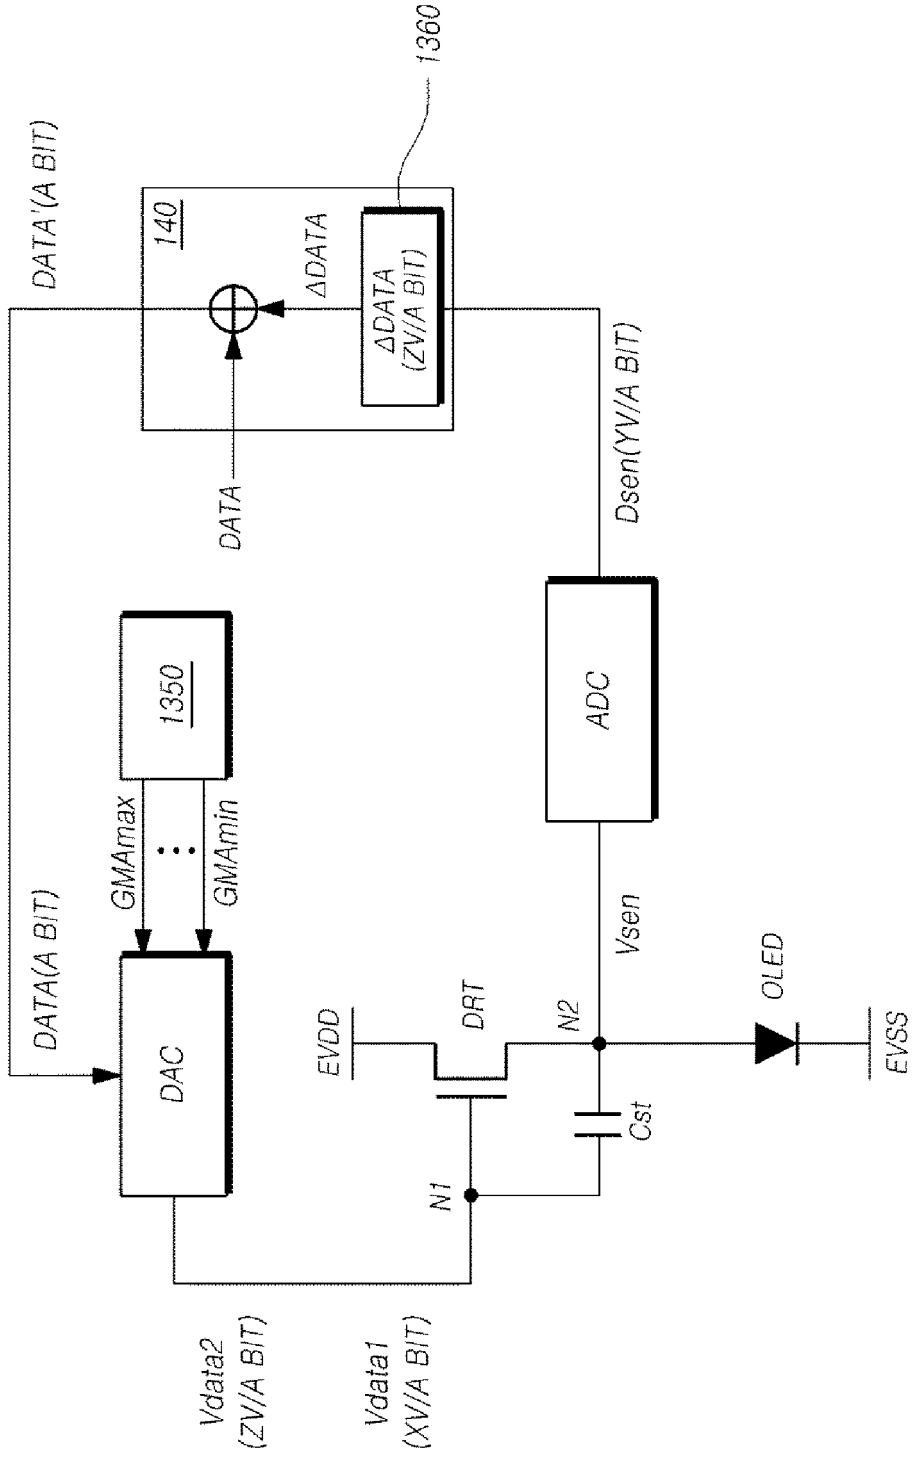 DATA(A BIT)
DATA'(A BIT)
Vdata2
(ZV/A BIT)
DAC
GMAmax
GMAmin
1350
DATA
140
ΔDATA
ΔDATA
(ZV/A BIT)
1360
Vdata1
(XV/A BIT)
N1
EVDD
DRT
N2
Cst
Vsen
ADC
Dsen(YV/A BIT)
OLED
EVSS